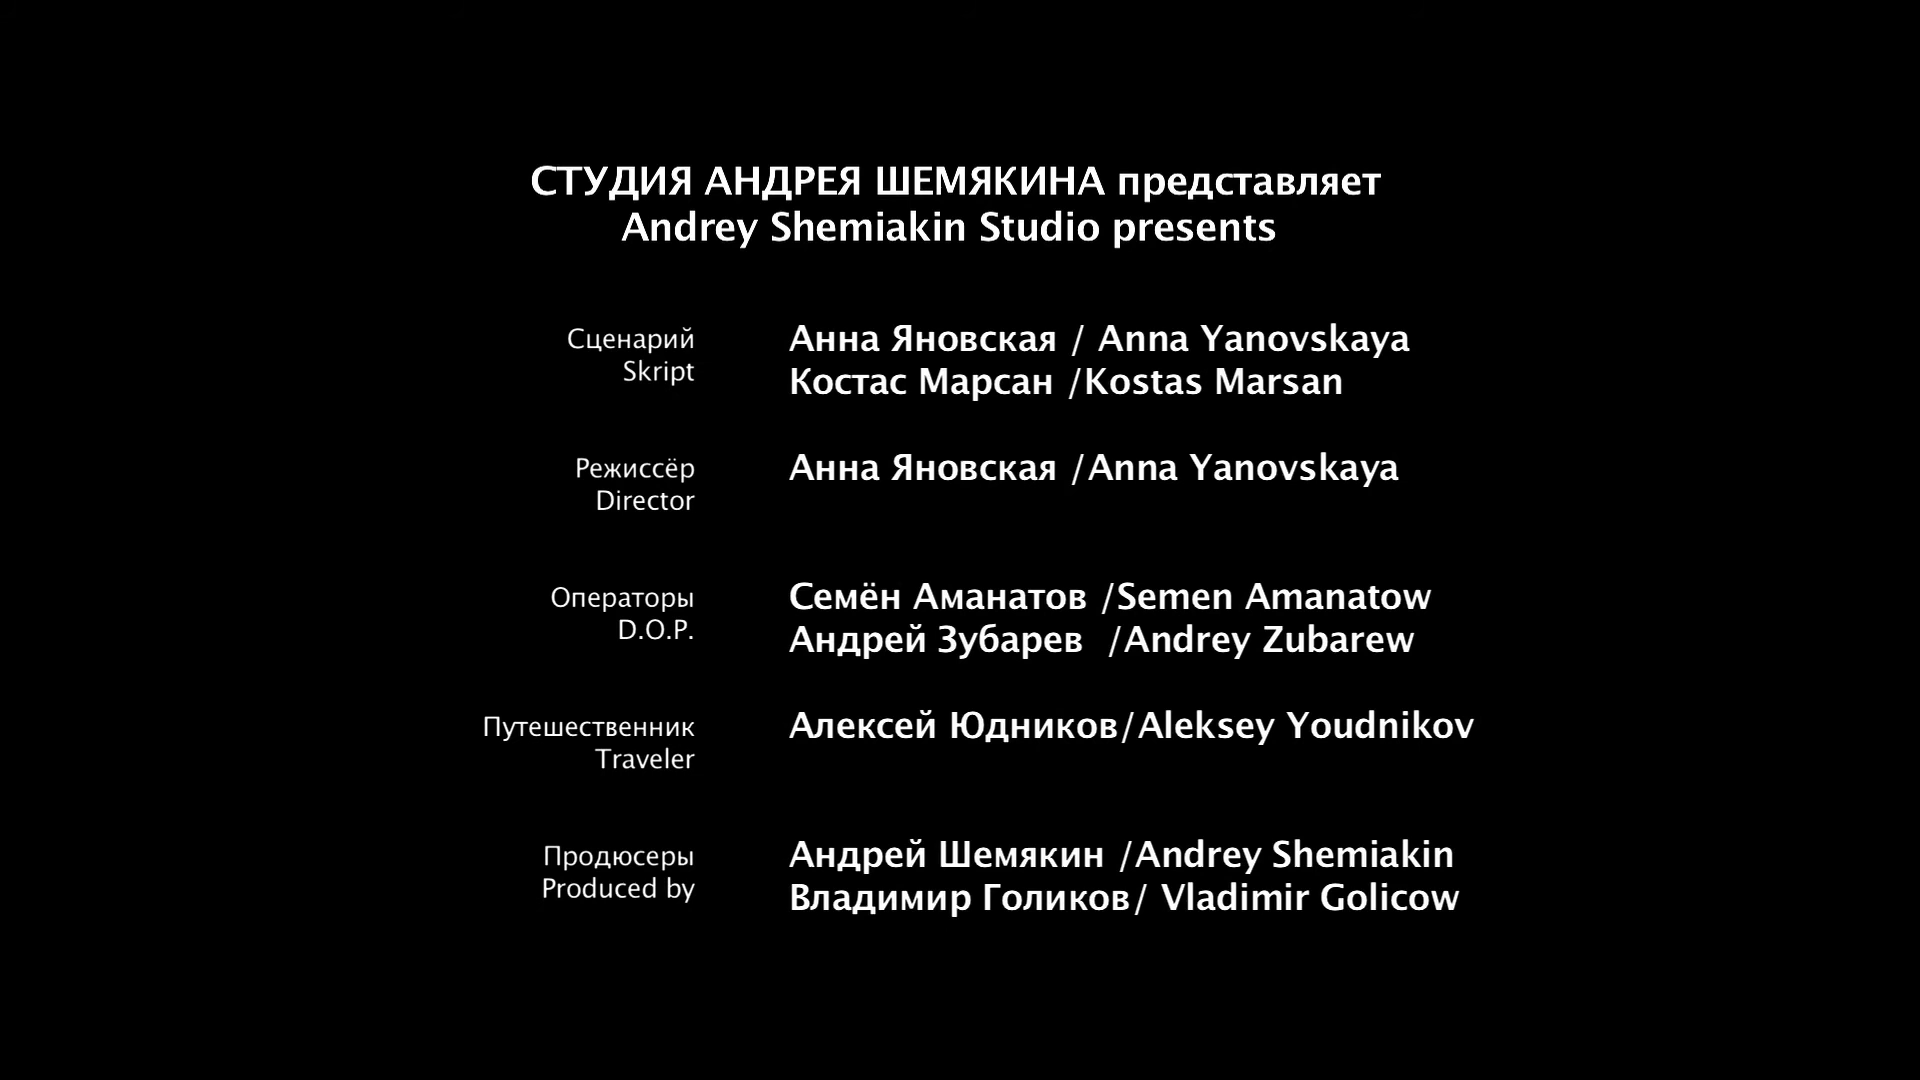 СТУДИЯ АНДРЕЯ ШЕМЯКИНА представляет
Andrey Shemiakin Studio presents
Сценарий
Skript
Анна Яновская / Anna Yanovskaya
Костас Марсан /Kostas Marsan
Режиссёр
Director
Анна Яновская /Anna Yanovskaya
Операторы
D.O.P.
Семён Аманатов /Semen Amanatow
Андрей Зубарев /Andrey Zubarew
Путешественник
Traveler
Алексей Юдников/Aleksey Youdnikov
Продюсеры
Produced by
Андрей Шемякин /Andrey Shemiakin
Владимир Голиков/ Vladimir Golicow